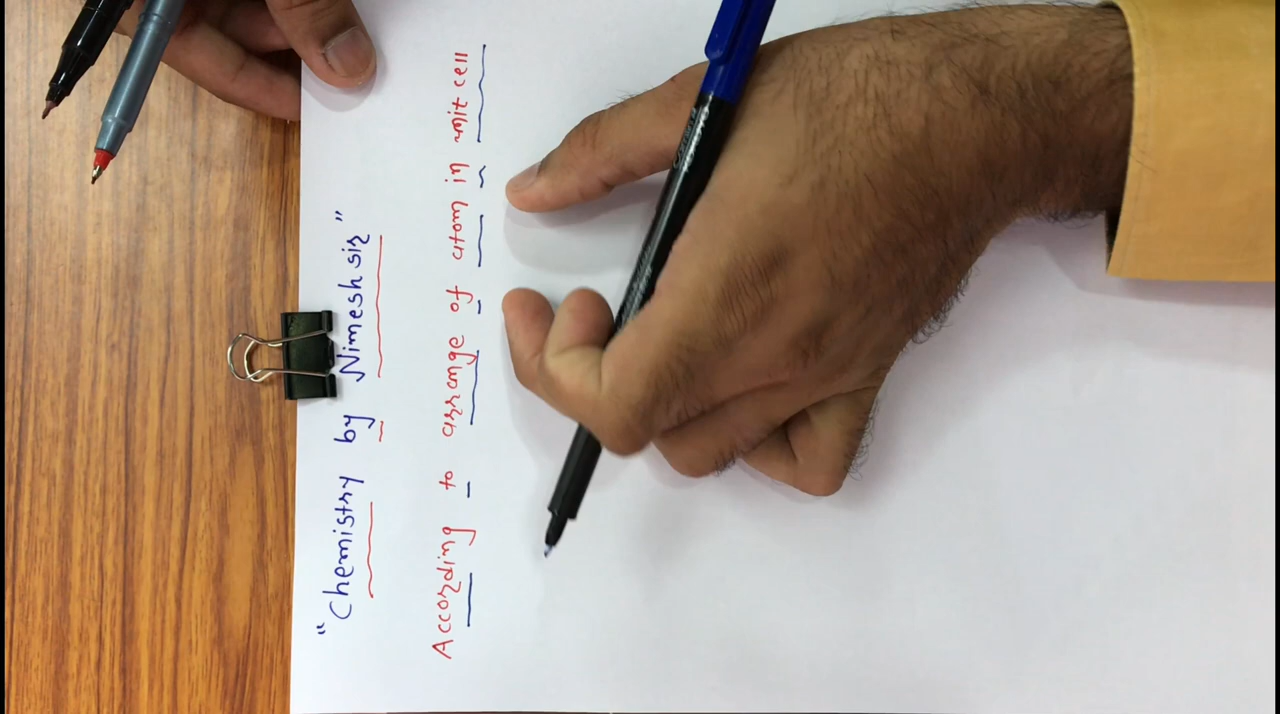 "Chemistry by Nimesh sir"
According to arrange of atom in unit cell